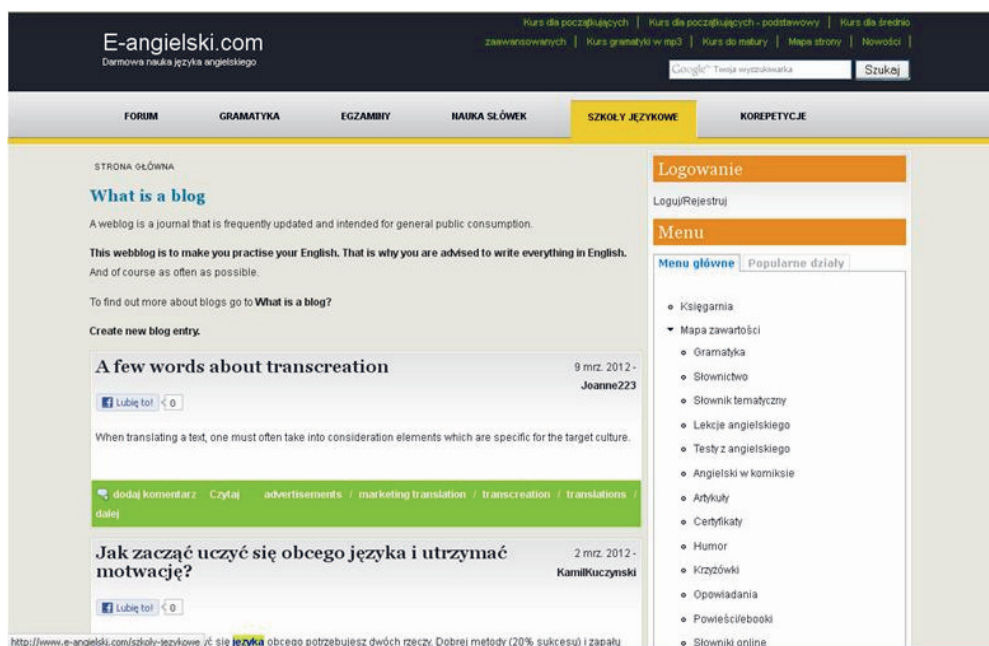 E-angielski.com
Darmowa nauka języka angielskiego
Kurs dla początkujących | Kurs dla początkujących - podstawowy | Kurs dla średnio
zaawansowanych | Kurs gramatyki w mp3 | Kurs do matury | Mapa strony | Nowości |
Google™ Twoja wyszukiwarka Szukaj
FORUM GRAMATYKA EGZAMINY NAUKA SŁÓWEK SZKOŁY JĘZYKOWE KOREPETYCJE
STRONA GŁÓWNA
What is a blog
A weblog is a journal that is frequently updated and intended for general public consumption.
This webblog is to make you practise your English. That is why you are advised to write everything in English.
And of course as often as possible.
To find out more about blogs go to What is a blog?
Create new blog entry.
A few words about transcreation
9 mrz. 2012 -
Joanne223
Lubię to! 0
When translating a text, one must often take into consideration elements which are specific for the target culture.
dodaj komentarz Czytaj advertisements / marketing translation / transcreation / translations /
dalej
Jak zacząć uczyć się obcego języka i utrzymać
motwację?
2 mrz. 2012 -
KamilKuczynski
Lubię to! 0
http://www.e-angielski.com/szkoly-jezykowe yć się języka obcego potrzebujesz dwóch rzeczy. Dobrej metody (20% sukcesu) i zapału
Logowanie
Loguj/Rejestruj
Menu
Menu główne Popularne działy
Księgarnia
Mapa zawartości
Gramatyka
Słownictwo
Słownik tematyczny
Lekcje angielskiego
Testy z angielskiego
Angielski w komiksie
Artykuły
Certyfikaty
Humor
Krzyżówki
Opowiadania
Powieści/ebooki
Słowniki online